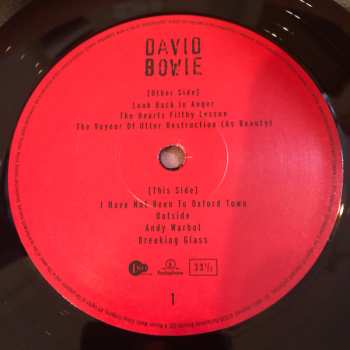 DAVID
BOWIE
[Other Side]
Look Back In Anger
The Hearts Filthy Lesson
The Voyeur Of Utter Destruction (As Beauty)
[This Side]
I Have Not Been To Oxford Town
Outside
Andy Warhol
Breaking Glass
Parlophone
33⅓
1